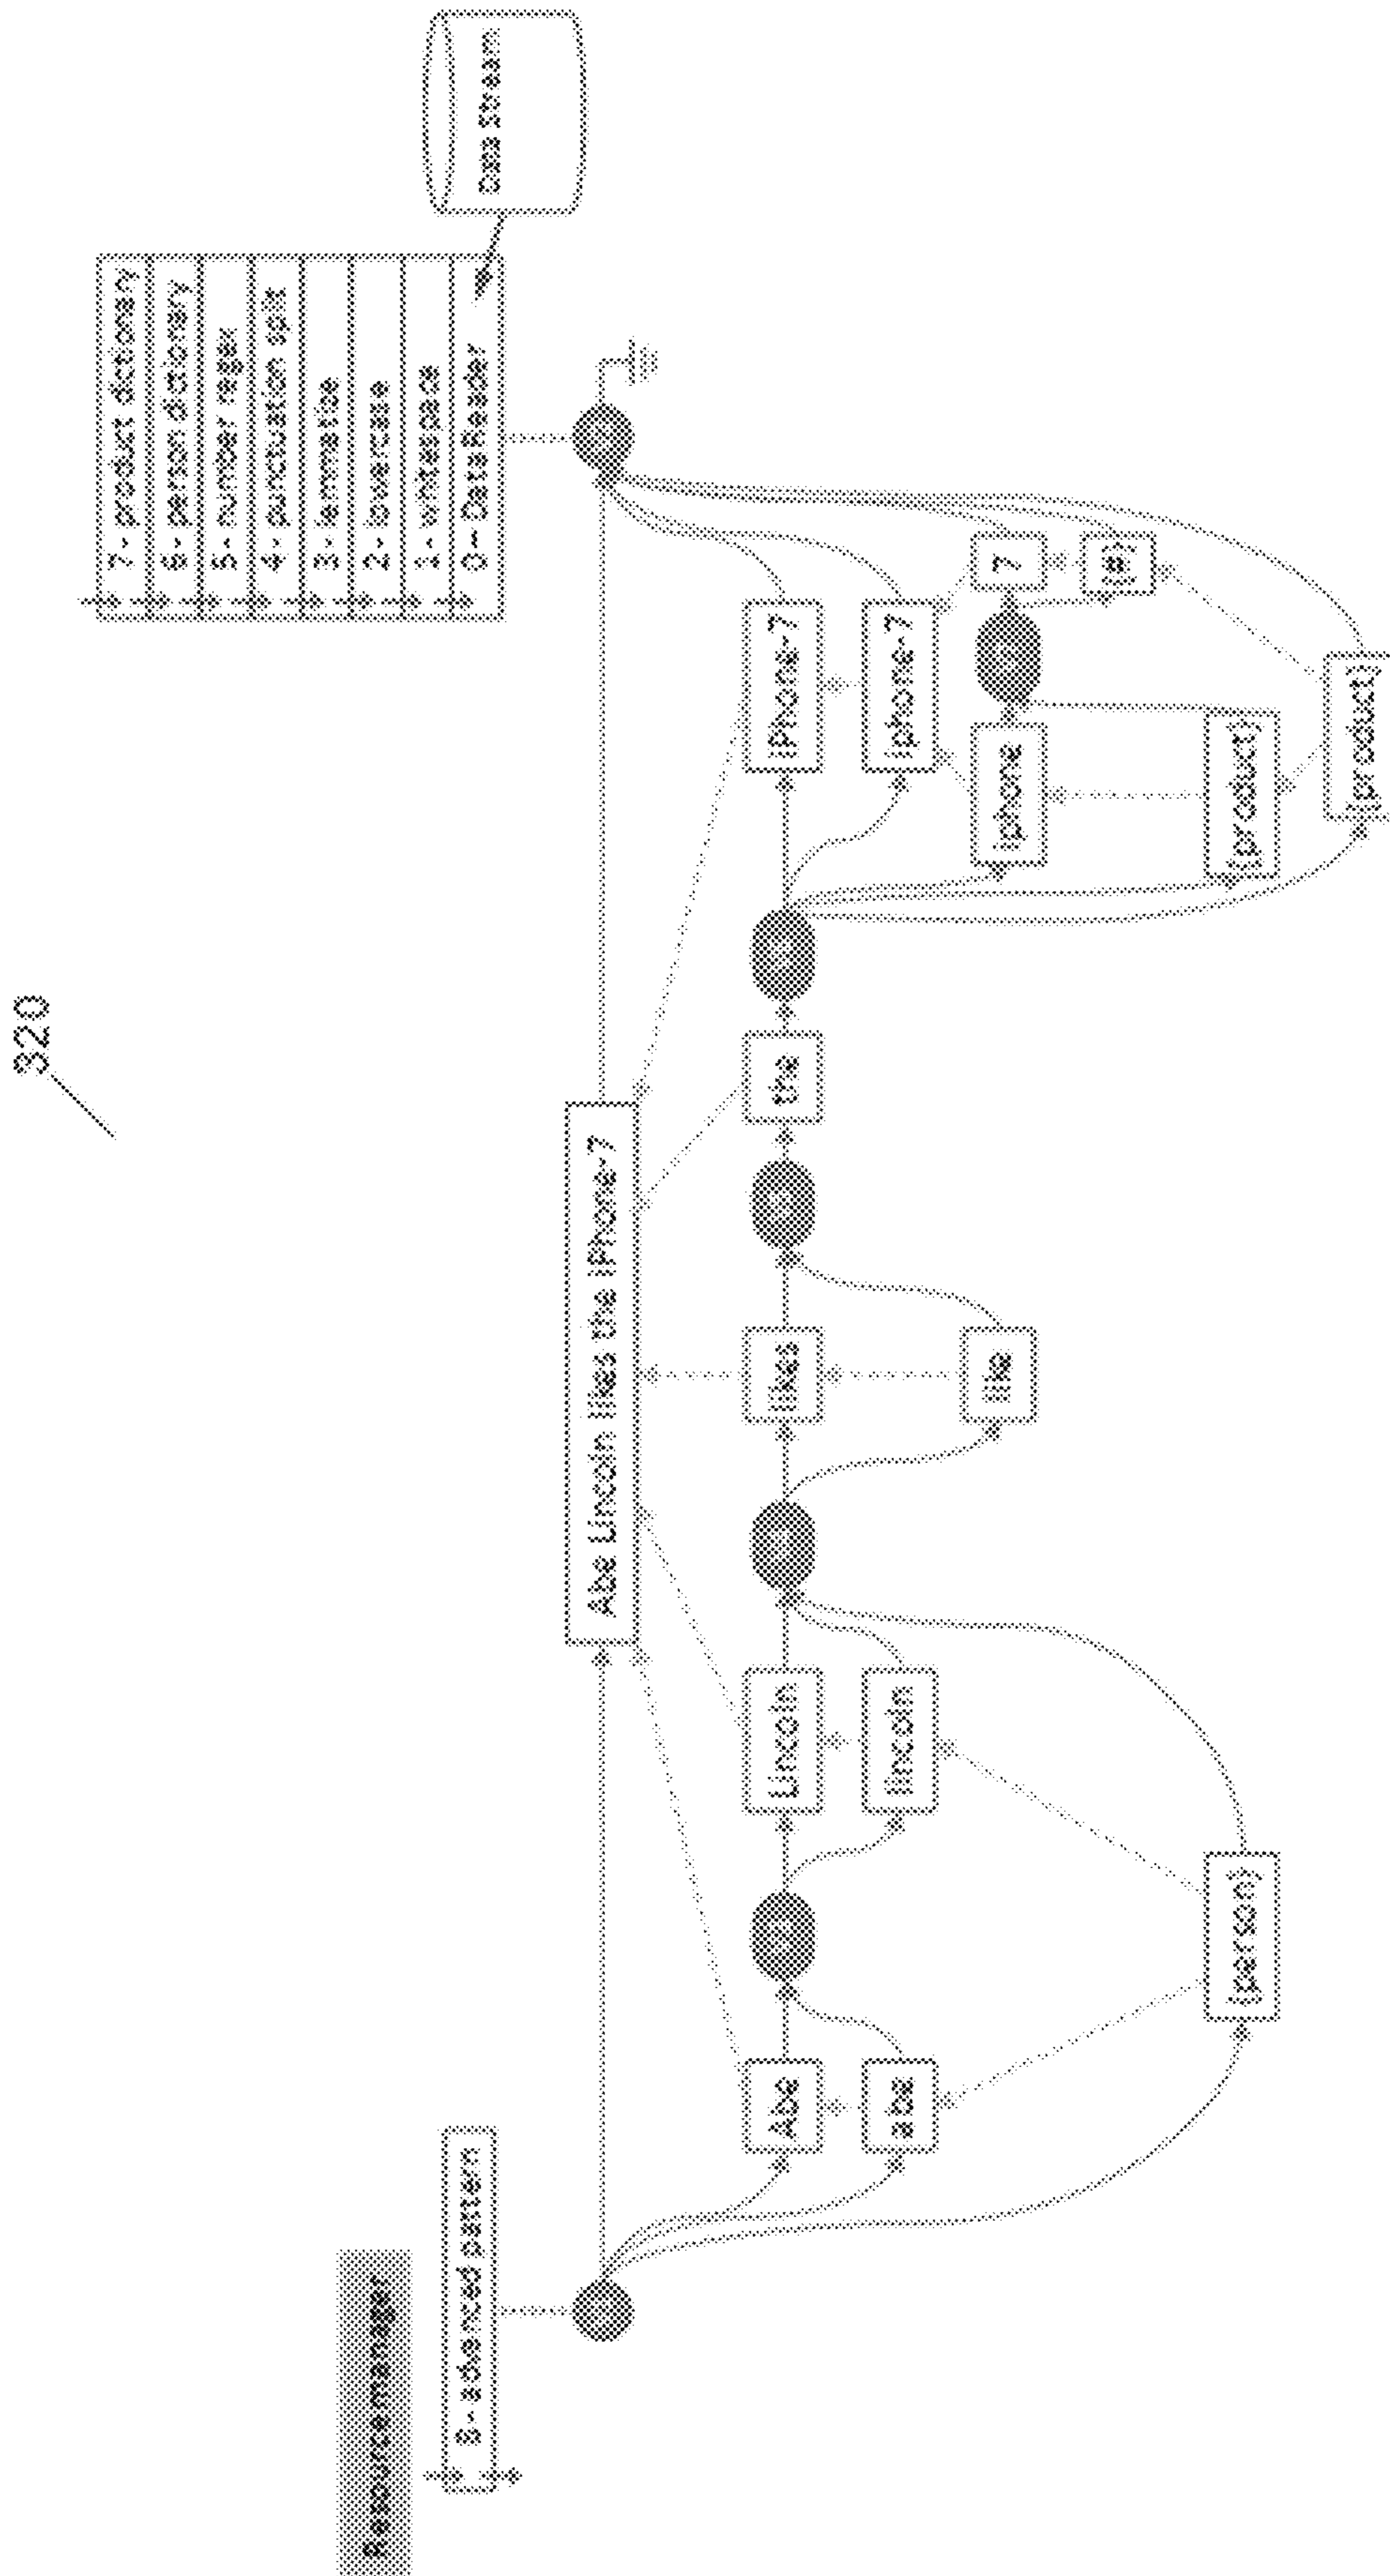 320
Resource manager
8- advanced pattern
7- product dictionary
6- person dictionary
5- number regex
4- punctuation split
3- lemmatize
2- lowercase
1- whitespace
0-- DataReader
Data Stream
Abe Lincoln likes the iPhone-7
Abe
Lincoln
likes
the
iPhone-7
abe
lincoln
like
iphone-7
iphone
7
{person}
{product}
{product}